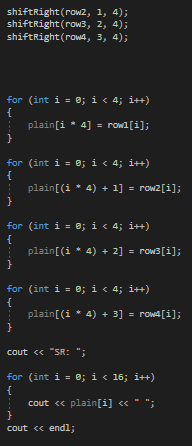 shiftRight(row2, 1, 4);
shiftRight(row3, 2, 4);
shiftRight(row4, 3, 4);
for (int i = 0; i < 4; i++)
{
plain[i * 4] = row1[i];
}
for (int i = 0; i < 4; i++)
{
plain[(i * 4) + 1] = row2[i];
}
for (int i = 0; i < 4; i++)
{
plain[(i * 4) + 2] = row3[i];
}
for (int i = 0; i < 4; i++)
{
plain[(i * 4) + 3] = row4[i];
}
cout << "SR: ";
for (int i = 0; i < 16; i++)
{
cout << plain[i] << " ";
}
cout << endl;